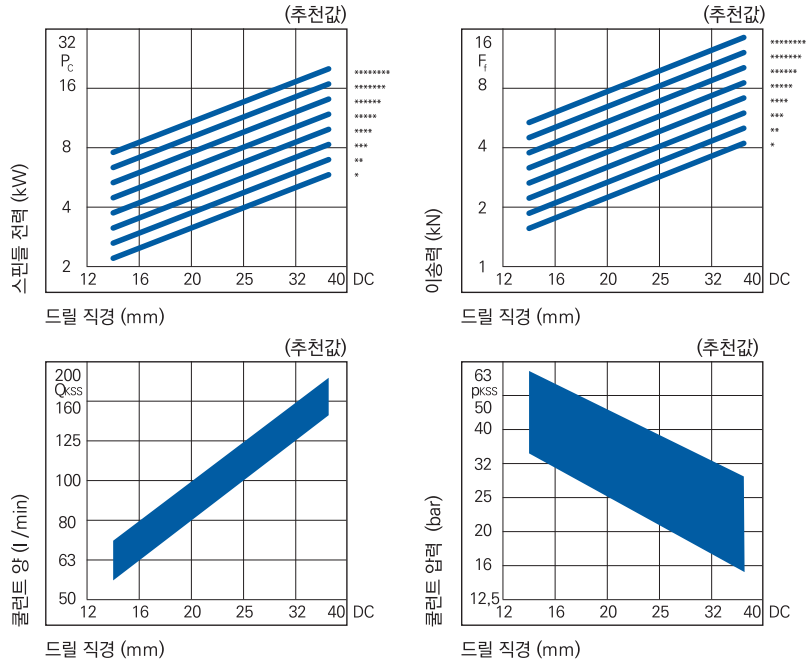 (추천값)
32
P꜀
16
8
4
2
12 16 20 25 32 40 DC
스핀들 전력 (kW)
드릴 직경 (mm)
********
*******
******
*****
****
***
**
*
(추천값)
16
Ff
8
4
2
1
12 16 20 25 32 40 DC
이송력 (kN)
드릴 직경 (mm)
********
*******
******
*****
****
***
**
*
(추천값)
200
QKSS
160
125
100
80
63
50
12 16 20 25 32 40 DC
쿨런트 양 (l /min)
드릴 직경 (mm)
(추천값)
63
pKSS
50
40
32
25
20
16
12,5
12 16 20 25 32 40 DC
쿨런트 압력 (bar)
드릴 직경 (mm)